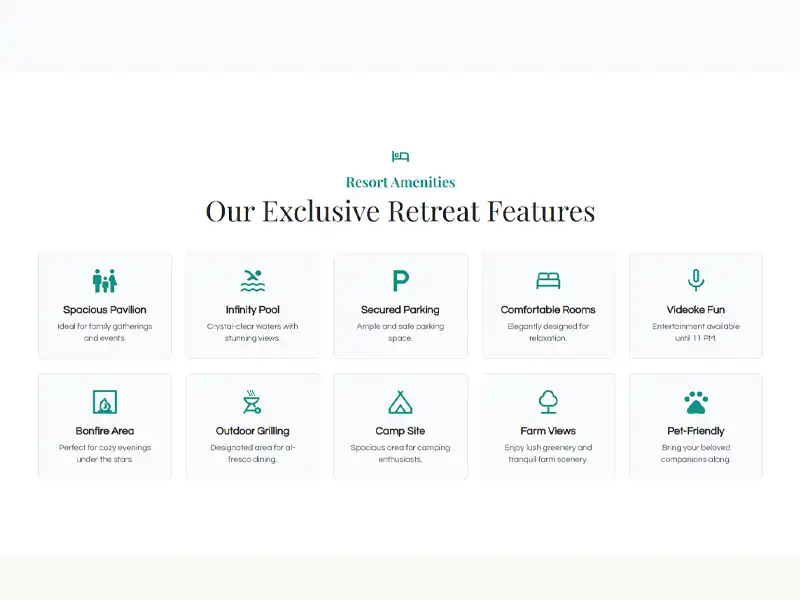 Resort Amenities
Our Exclusive Retreat Features
Spacious Pavilion
Ideal for family gatherings
and events.
Infinity Pool
Crystal-clear waters with
stunning views.
P
Secured Parking
Ample and safe parking
space.
Comfortable Rooms
Elegantly designed for
relaxation.
Videoke Fun
Entertainment available
until 11 PM.
Bonfire Area
Perfect for cozy evenings
under the stars.
Outdoor Grilling
Designated area for al-
fresco dining.
Camp Site
Spacious area for camping
enthusiasts.
Farm Views
Enjoy lush greenery and
tranquil farm scenery.
Pet-Friendly
Bring your beloved
companions along.